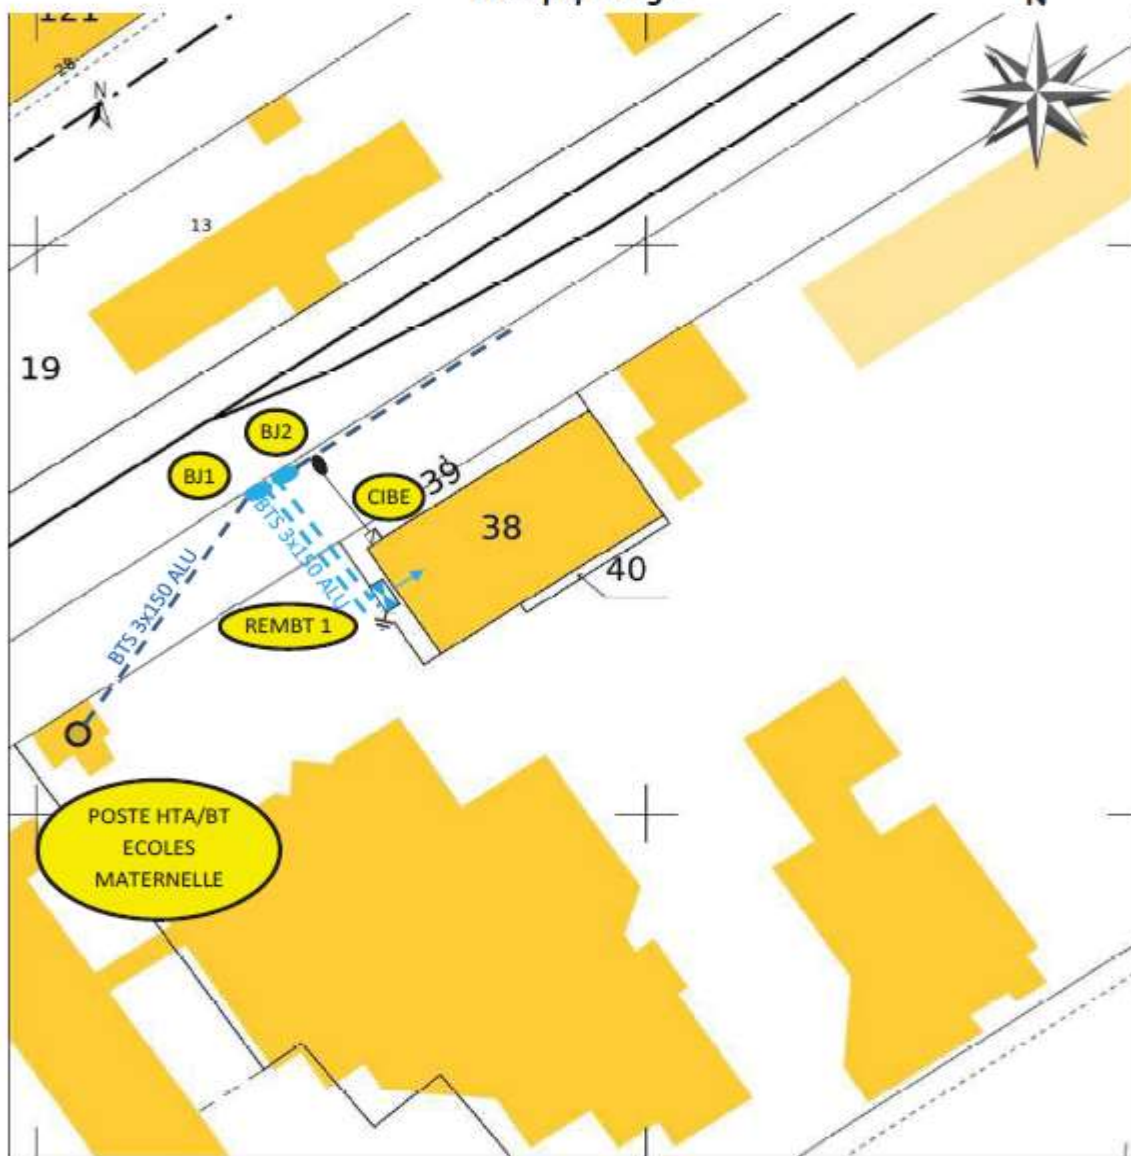 121
N
28
N
13
19
BJ2
BJ1
CIBE
39
38
BTS 3x150 ALU
BTS 3x150 ALU
40
REMBT 1
POSTE HTA/BT
ECOLES
MATERNELLE